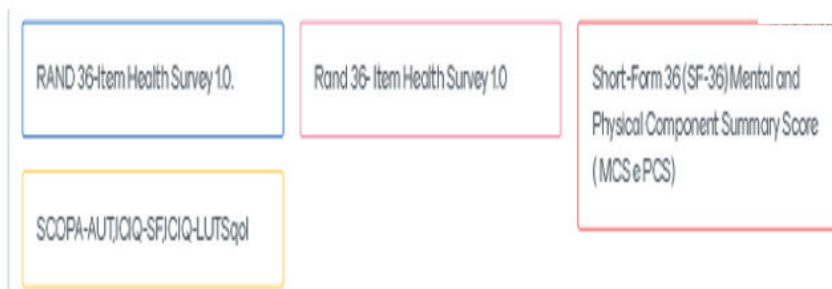 RAND 36-Item Health Survey 1.0.
Rand 36- Item Health Survey 1.0
Short-Form 36 (SF-36) Mental and
Physical Component Summary Score
( MCS e PCS)
SCOPA-AUT,ICIQ-SF,ICIQ-LUTSqol